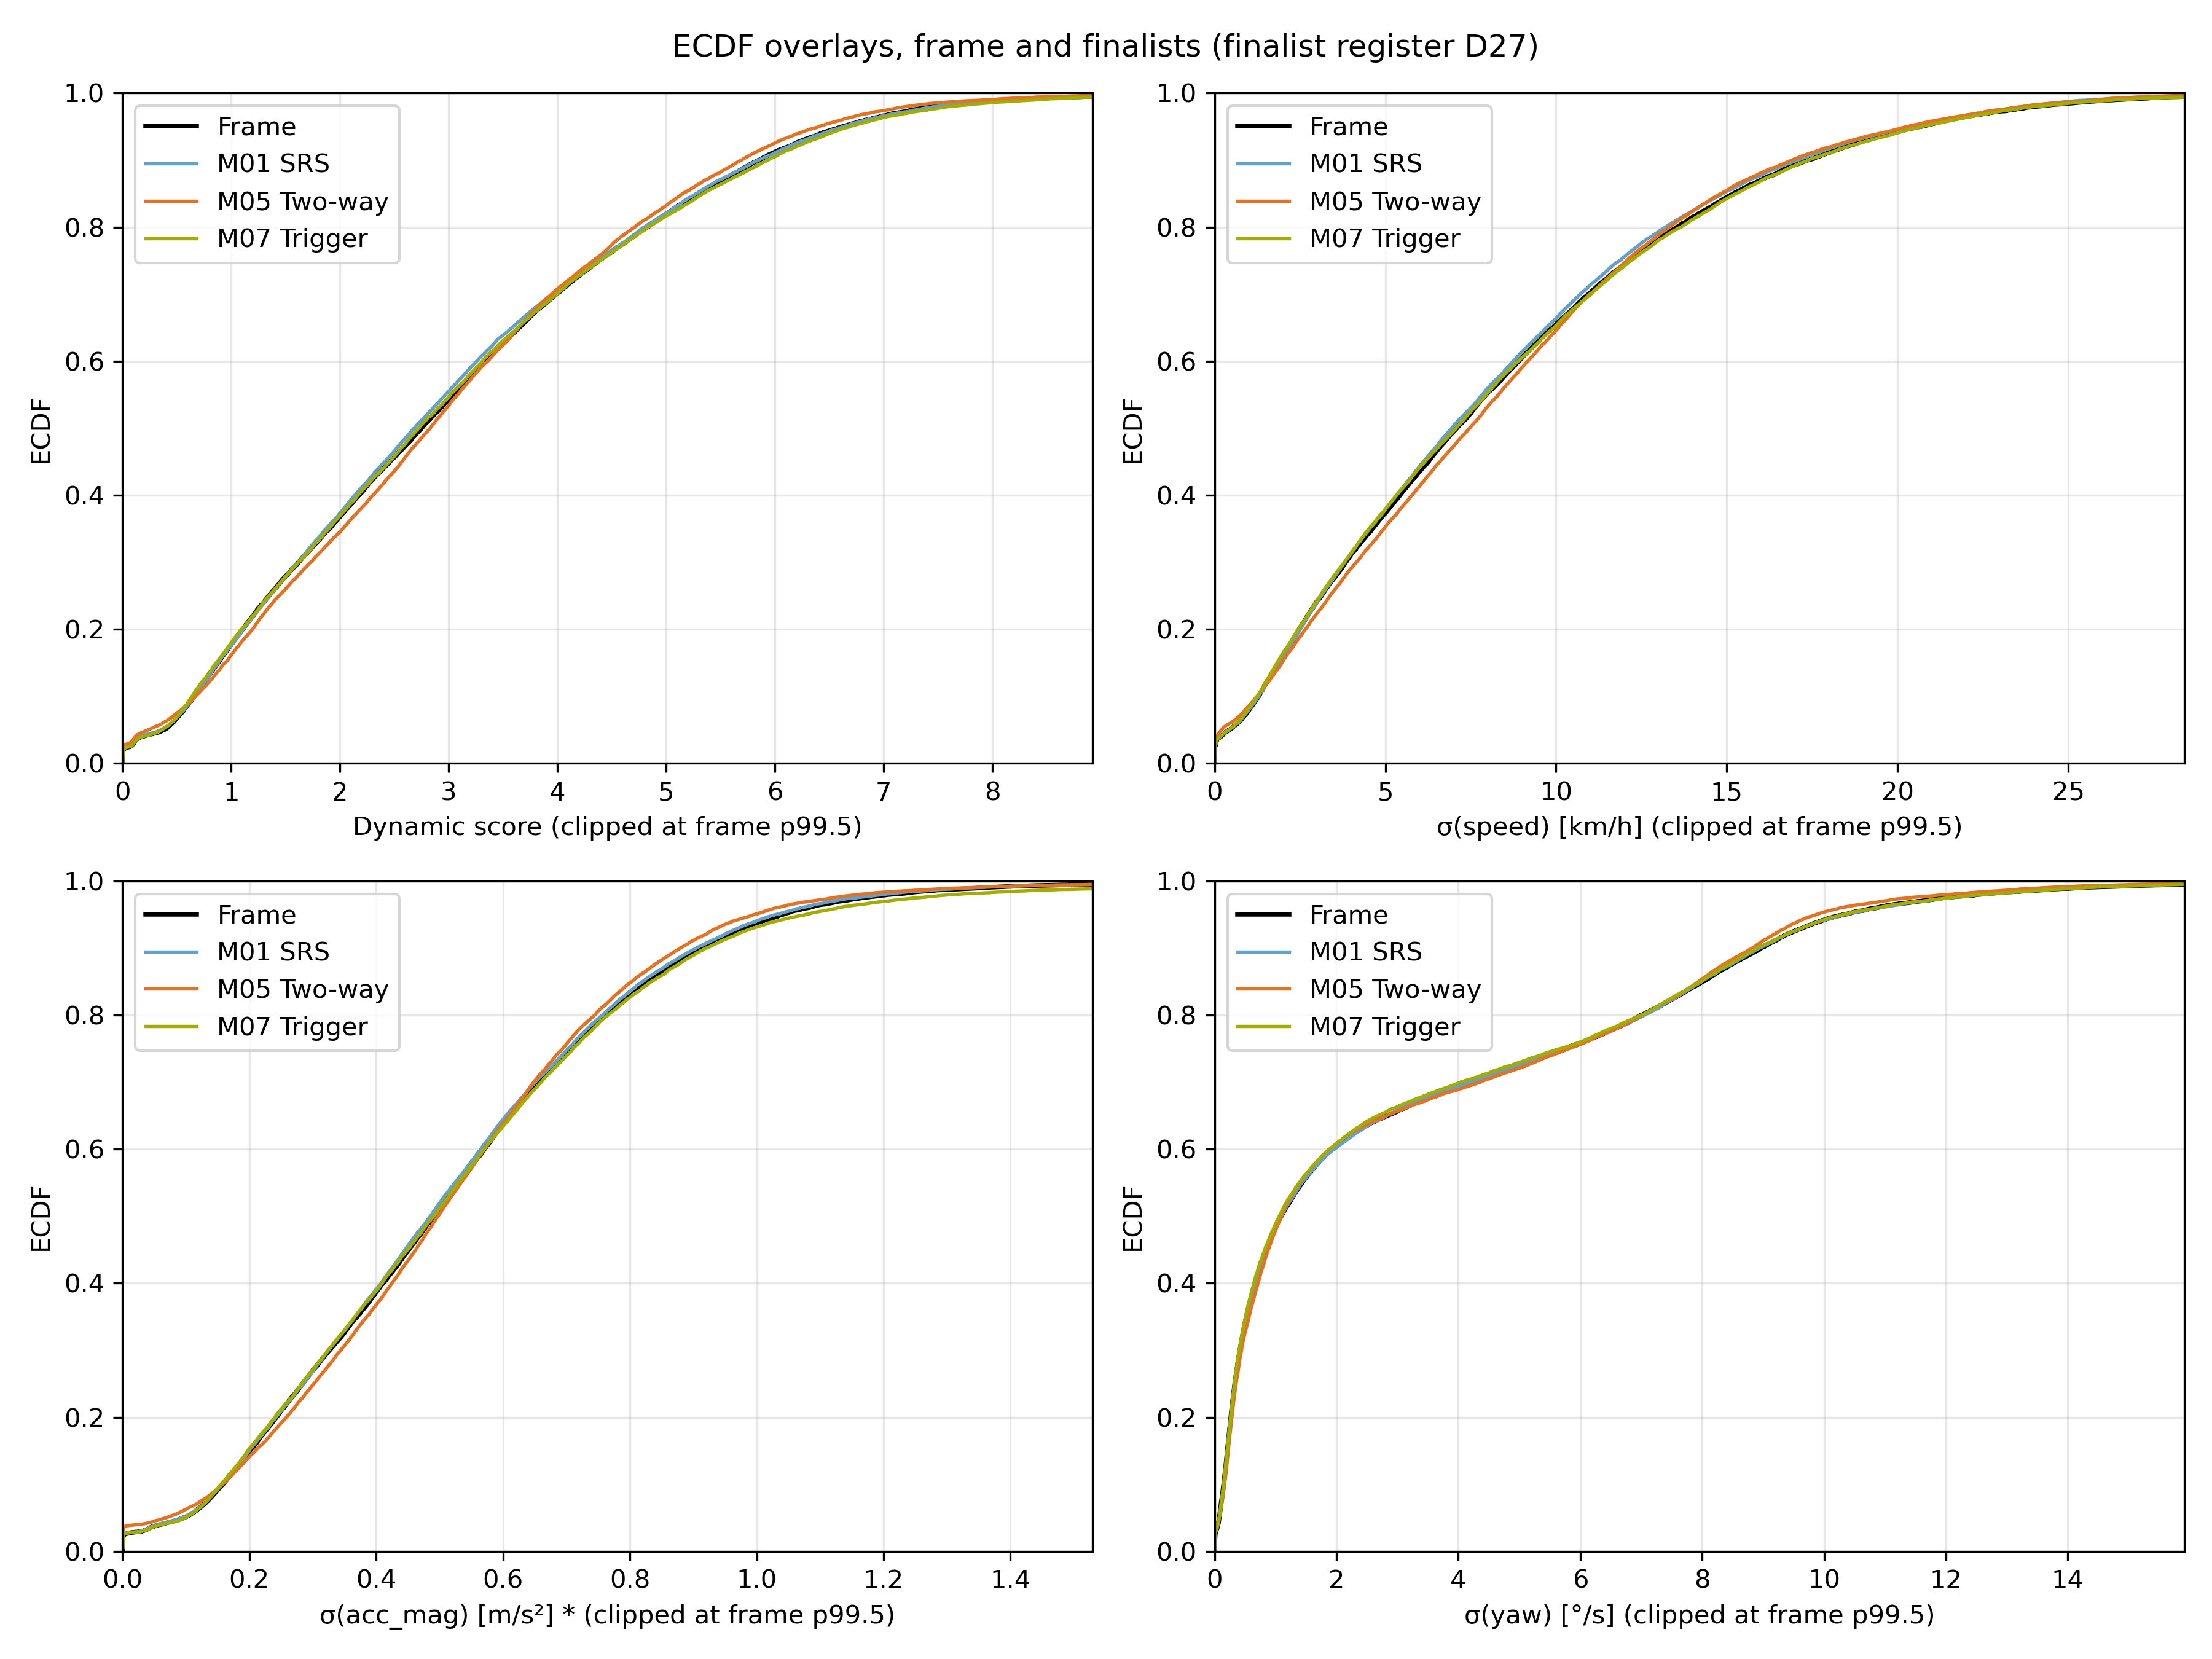 ECDF overlays, frame and finalists (finalist register D27)
1.0
0.8
0.6
0.4
0.2
0.0
ECDF
Frame
M01 SRS
M05 Two-way
M07 Trigger
0 1 2 3 4 5 6 7 8
Dynamic score (clipped at frame p99.5)
1.0
0.8
0.6
0.4
0.2
0.0
ECDF
Frame
M01 SRS
M05 Two-way
M07 Trigger
0 5 10 15 20 25
σ(speed) [km/h] (clipped at frame p99.5)
1.0
0.8
0.6
0.4
0.2
0.0
ECDF
Frame
M01 SRS
M05 Two-way
M07 Trigger
0.0 0.2 0.4 0.6 0.8 1.0 1.2 1.4
σ(acc_mag) [m/s²] * (clipped at frame p99.5)
1.0
0.8
0.6
0.4
0.2
0.0
ECDF
Frame
M01 SRS
M05 Two-way
M07 Trigger
0 2 4 6 8 10 12 14
σ(yaw) [°/s] (clipped at frame p99.5)